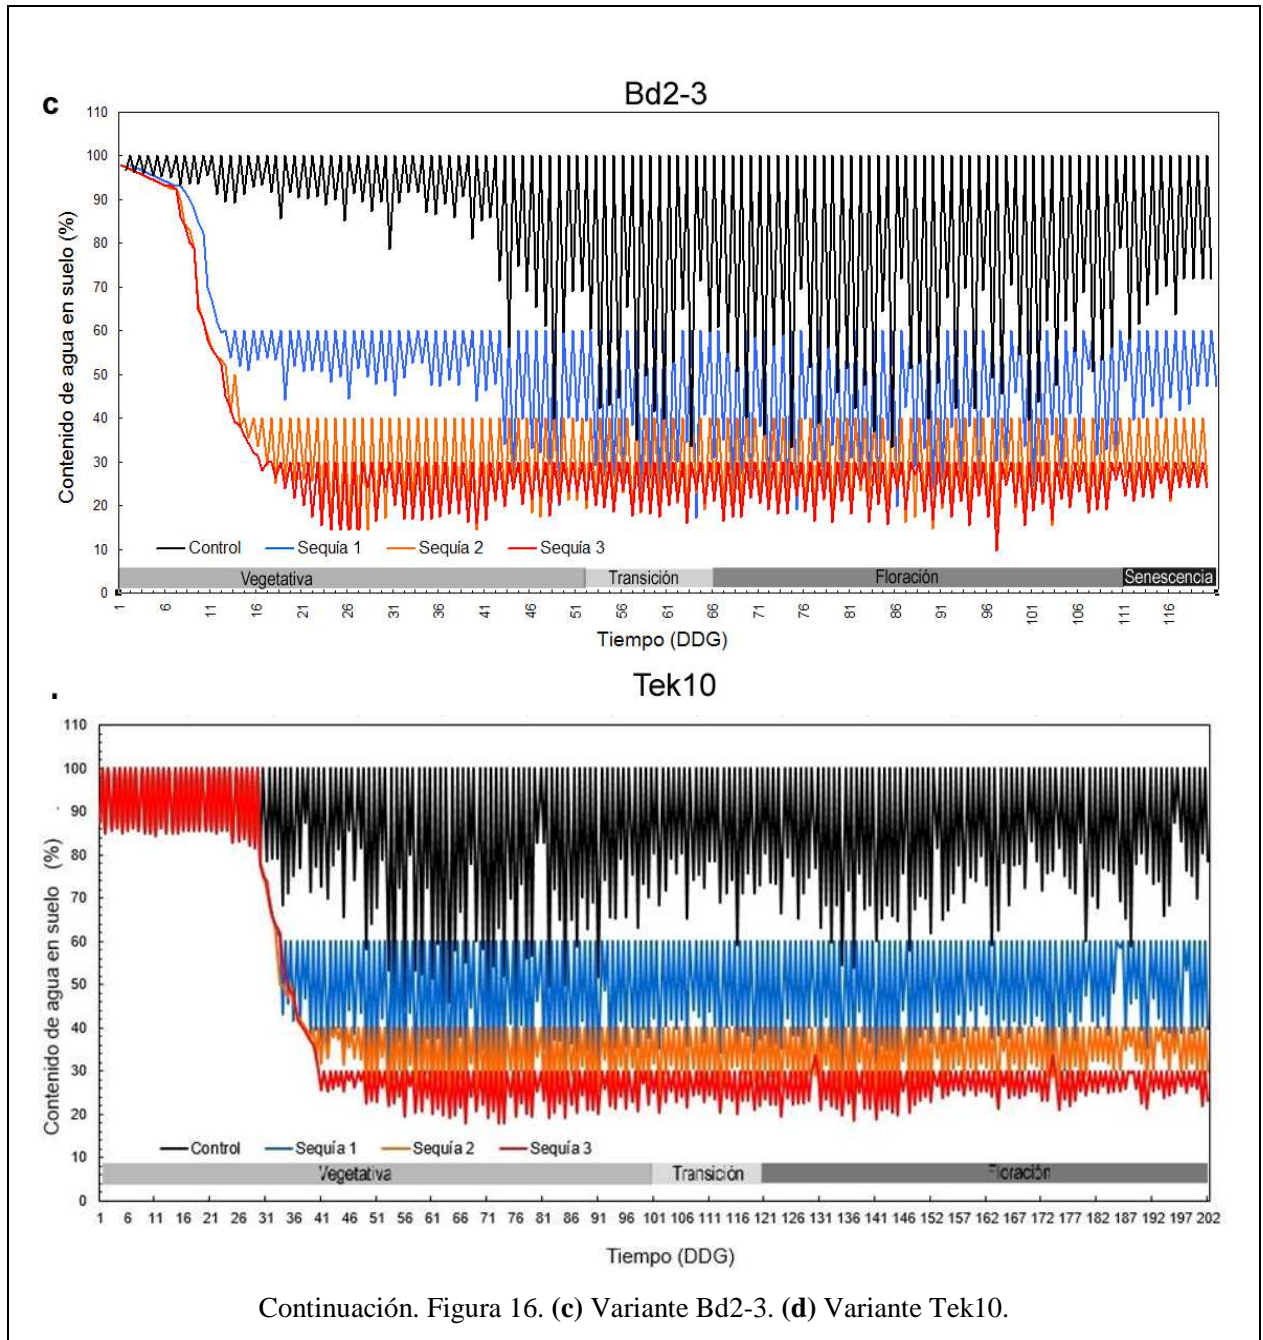 c
Bd2-3
Contenido de agua en suelo (%)
110
100
90
80
70
60
50
40
30
20
10
0
Control Sequía 1 Sequía 2 Sequía 3
Vegetativa Transición Floración Senescencia
1 6 11 16 21 26 31 36 41 46 51 56 61 66 71 76 81 86 91 96 101 106 111 116
Tiempo (DDG)
Tek10
Contenido de agua en suelo (%)
110
100
90
80
70
60
50
40
30
20
10
0
Control Sequía 1 Sequía 2 Sequía 3
Vegetativa Transición Floración
1 6 11 16 21 26 31 36 41 46 51 56 61 66 71 76 81 86 91 96 101 106 111 116 121 126 131 136 141 146 152 157 162 167 172 177 182 187 192 197 202
Tiempo (DDG)
Continuación. Figura 16. (c) Variante Bd2-3. (d) Variante Tek10.